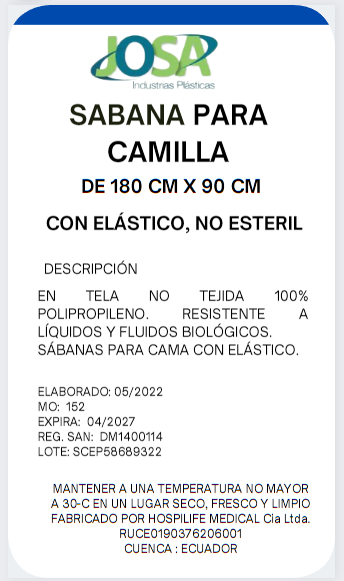 JOSA
Industrias Plásticas
SABANA PARA
CAMILLA
DE 180 CM X 90 CM
CON ELÁSTICO, NO ESTERIL
DESCRIPCIÓN
EN TELA NO TEJIDA 100%
POLIPROPILENO. RESISTENTE A
LÍQUIDOS Y FLUIDOS BIOLÓGICOS.
SÁBANAS PARA CAMA CON ELÁSTICO.
ELABORADO: 05/2022
MO: 152
EXPIRA: 04/2027
REG. SAN: DM1400114
LOTE: SCEP58689322
MANTENER A UNA TEMPERATURA NO MAYOR
A 30-C EN UN LUGAR SECO, FRESCO Y LIMPIO
FABRICADO POR HOSPILIFE MEDICAL Cia Ltda.
RUCE0190376206001
CUENCA : ECUADOR